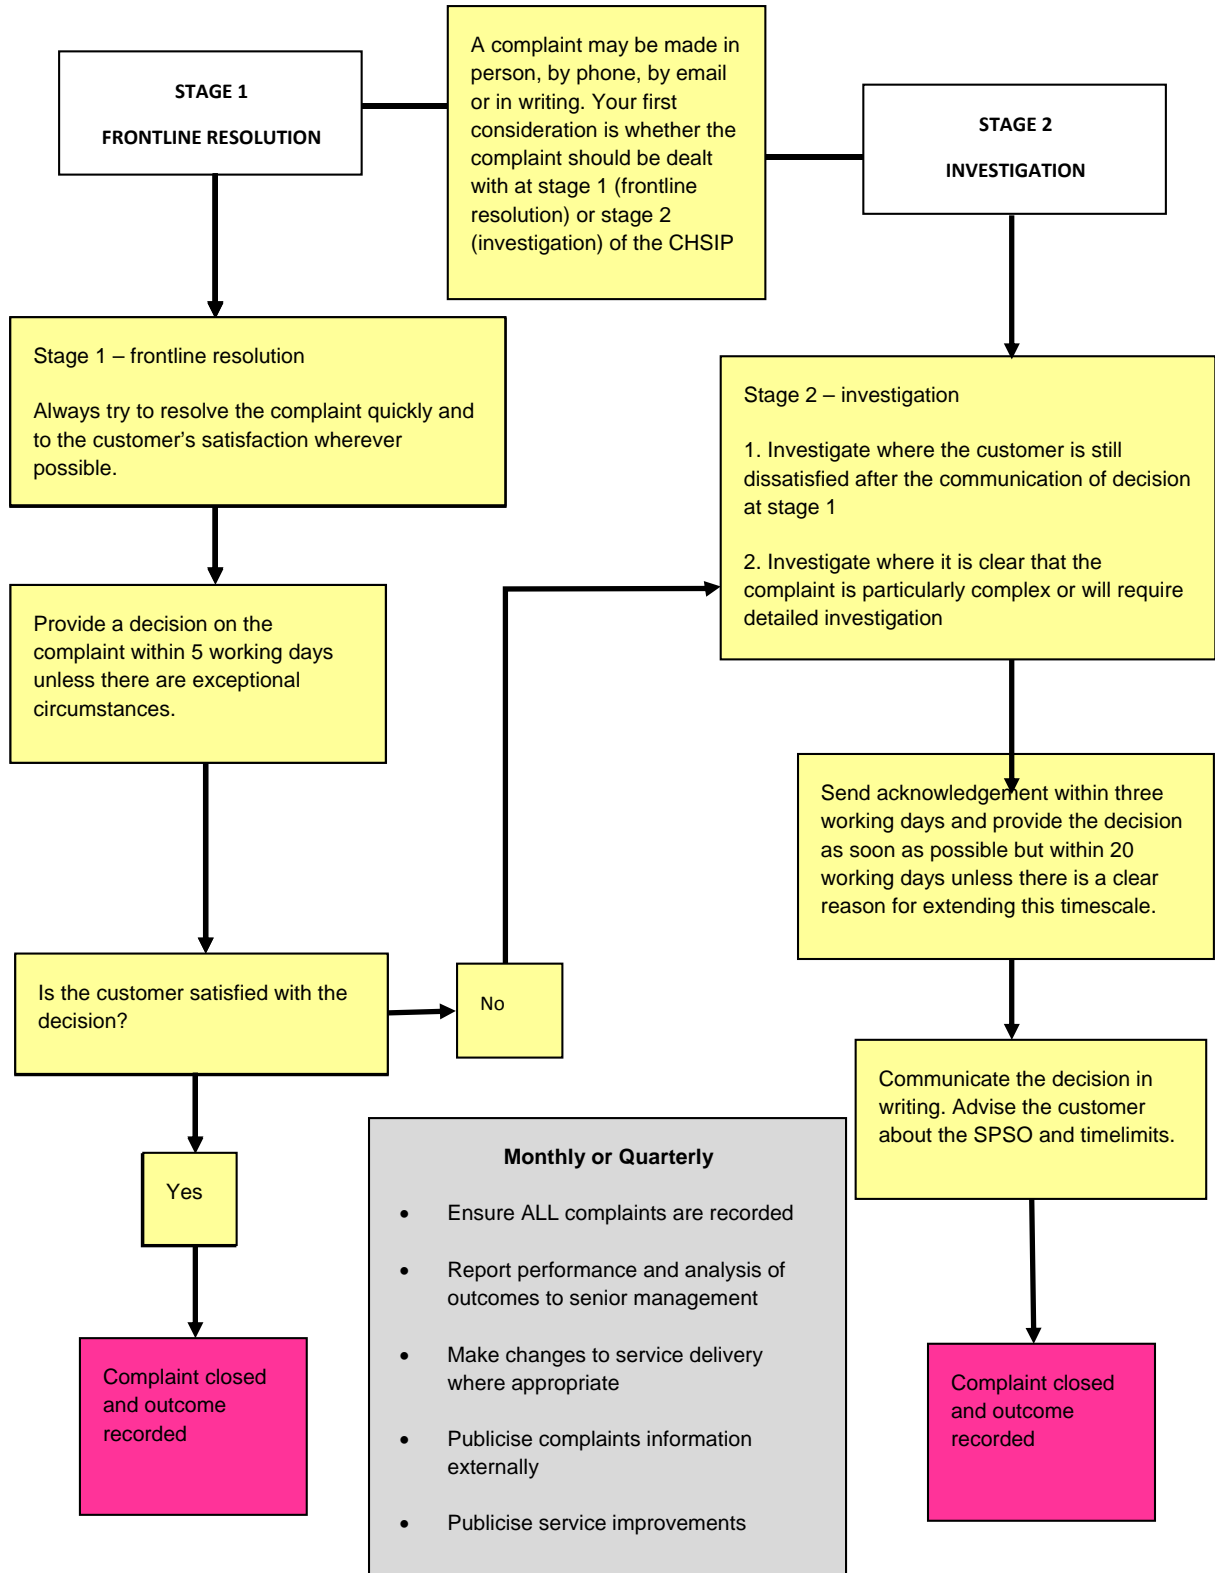 A complaint may be made in
person, by phone, by email
or in writing. Your first
consideration is whether the
complaint should be dealt
with at stage 1 (frontline
resolution) or stage 2
(investigation) of the CHSIP
STAGE 1
FRONTLINE RESOLUTION
STAGE 2
INVESTIGATION
Stage 1 – frontline resolution
Always try to resolve the complaint quickly and
to the customer’s satisfaction wherever
possible.
Provide a decision on the
complaint within 5 working days
unless there are exceptional
circumstances.
Is the customer satisfied with the
decision?
No
Yes
Complaint closed
and outcome
recorded
Stage 2 – investigation
1. Investigate where the customer is still
dissatisfied after the communication of decision
at stage 1
2. Investigate where it is clear that the
complaint is particularly complex or will require
detailed investigation
Send acknowledgement within three
working days and provide the decision
as soon as possible but within 20
working days unless there is a clear
reason for extending this timescale.
Communicate the decision in
writing. Advise the customer
about the SPSO and timelimits.
Complaint closed
and outcome
recorded
Monthly or Quarterly
• Ensure ALL complaints are recorded
• Report performance and analysis of
outcomes to senior management
• Make changes to service delivery
where appropriate
• Publicise complaints information
externally
• Publicise service improvements